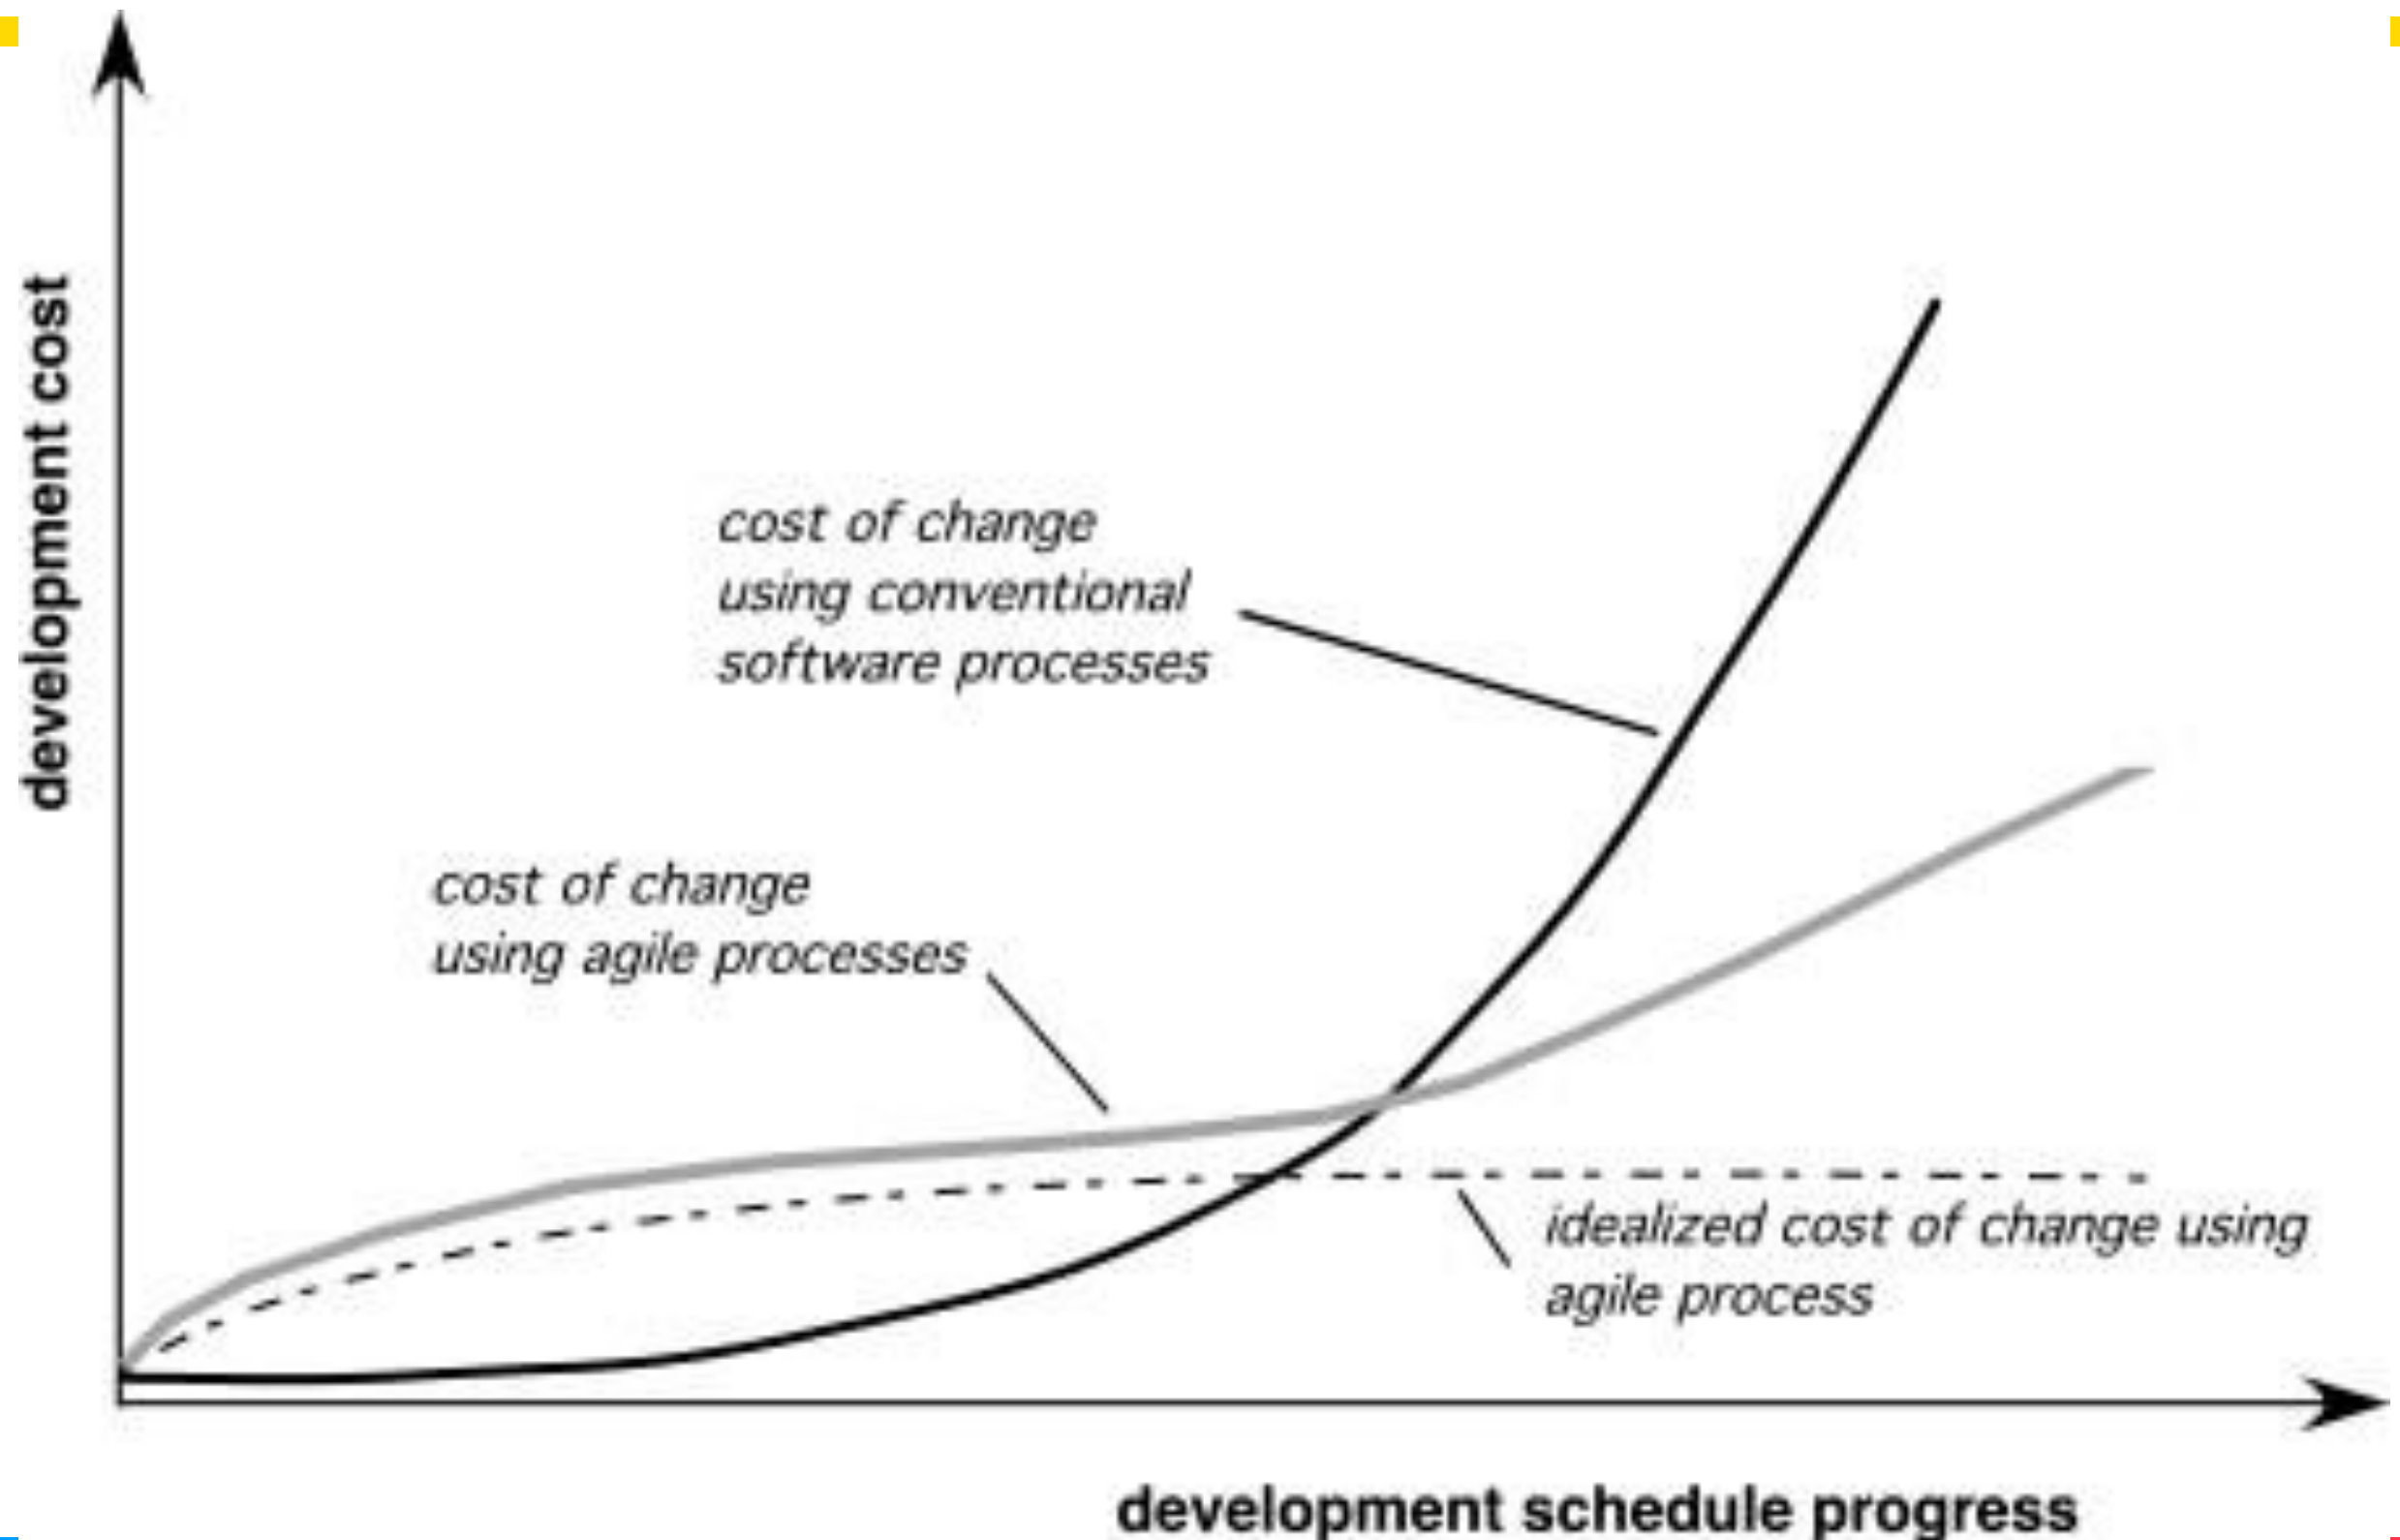 development cost
cost of change
using conventional
software processes
cost of change
using agile processes
idealized cost of change using
agile process
development schedule progress